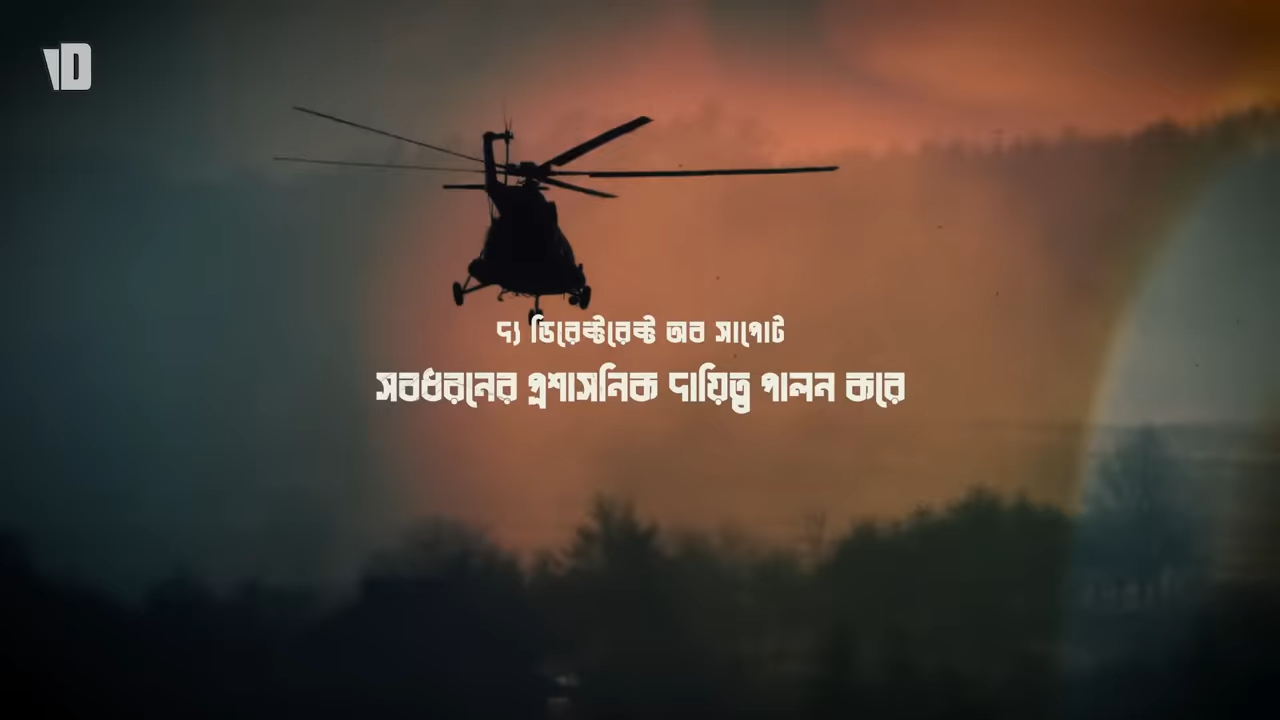 D
দ্য ডিরেক্টরেক্ট অব সাপোট
সবধরনের প্রশাসনিক দায়িত্ব পালন করে